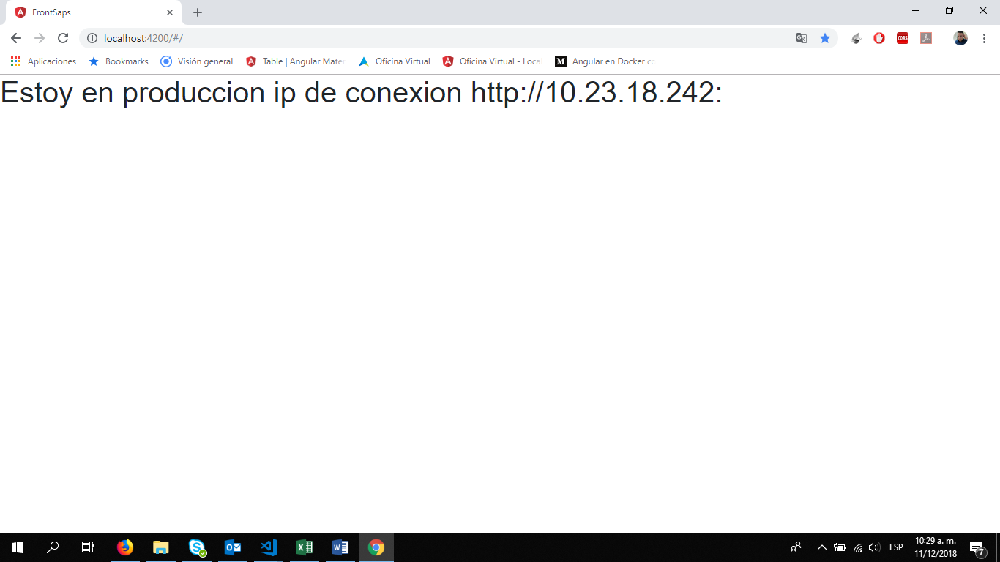 FrontSaps
localhost:4200/#/
CORS
Aplicaciones
Bookmarks
Visión general
Table | Angular Mater
Oficina Virtual
Oficina Virtual - Loca
M
Angular en Docker co
Estoy en produccion ip de conexion http://10.23.18.242:
ESP
10:29 a. m.
11/12/2018
7